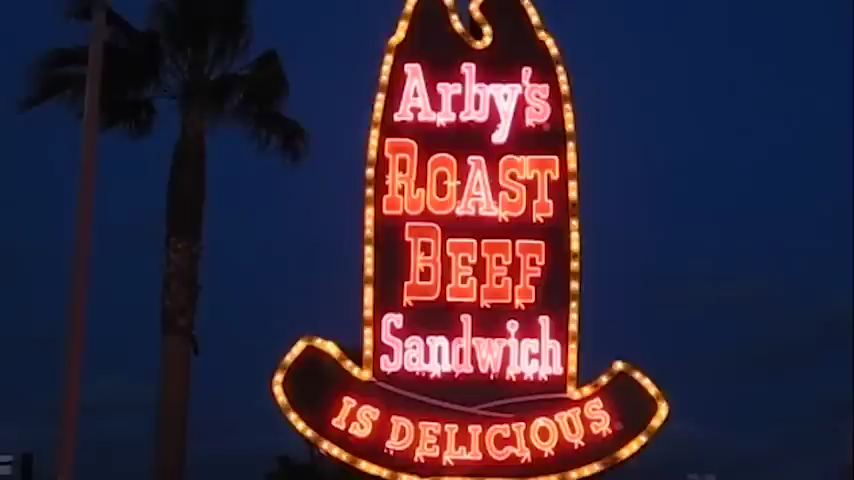 Arby's
ROAST
BEEF
Sandwich
IS DELICIOUS